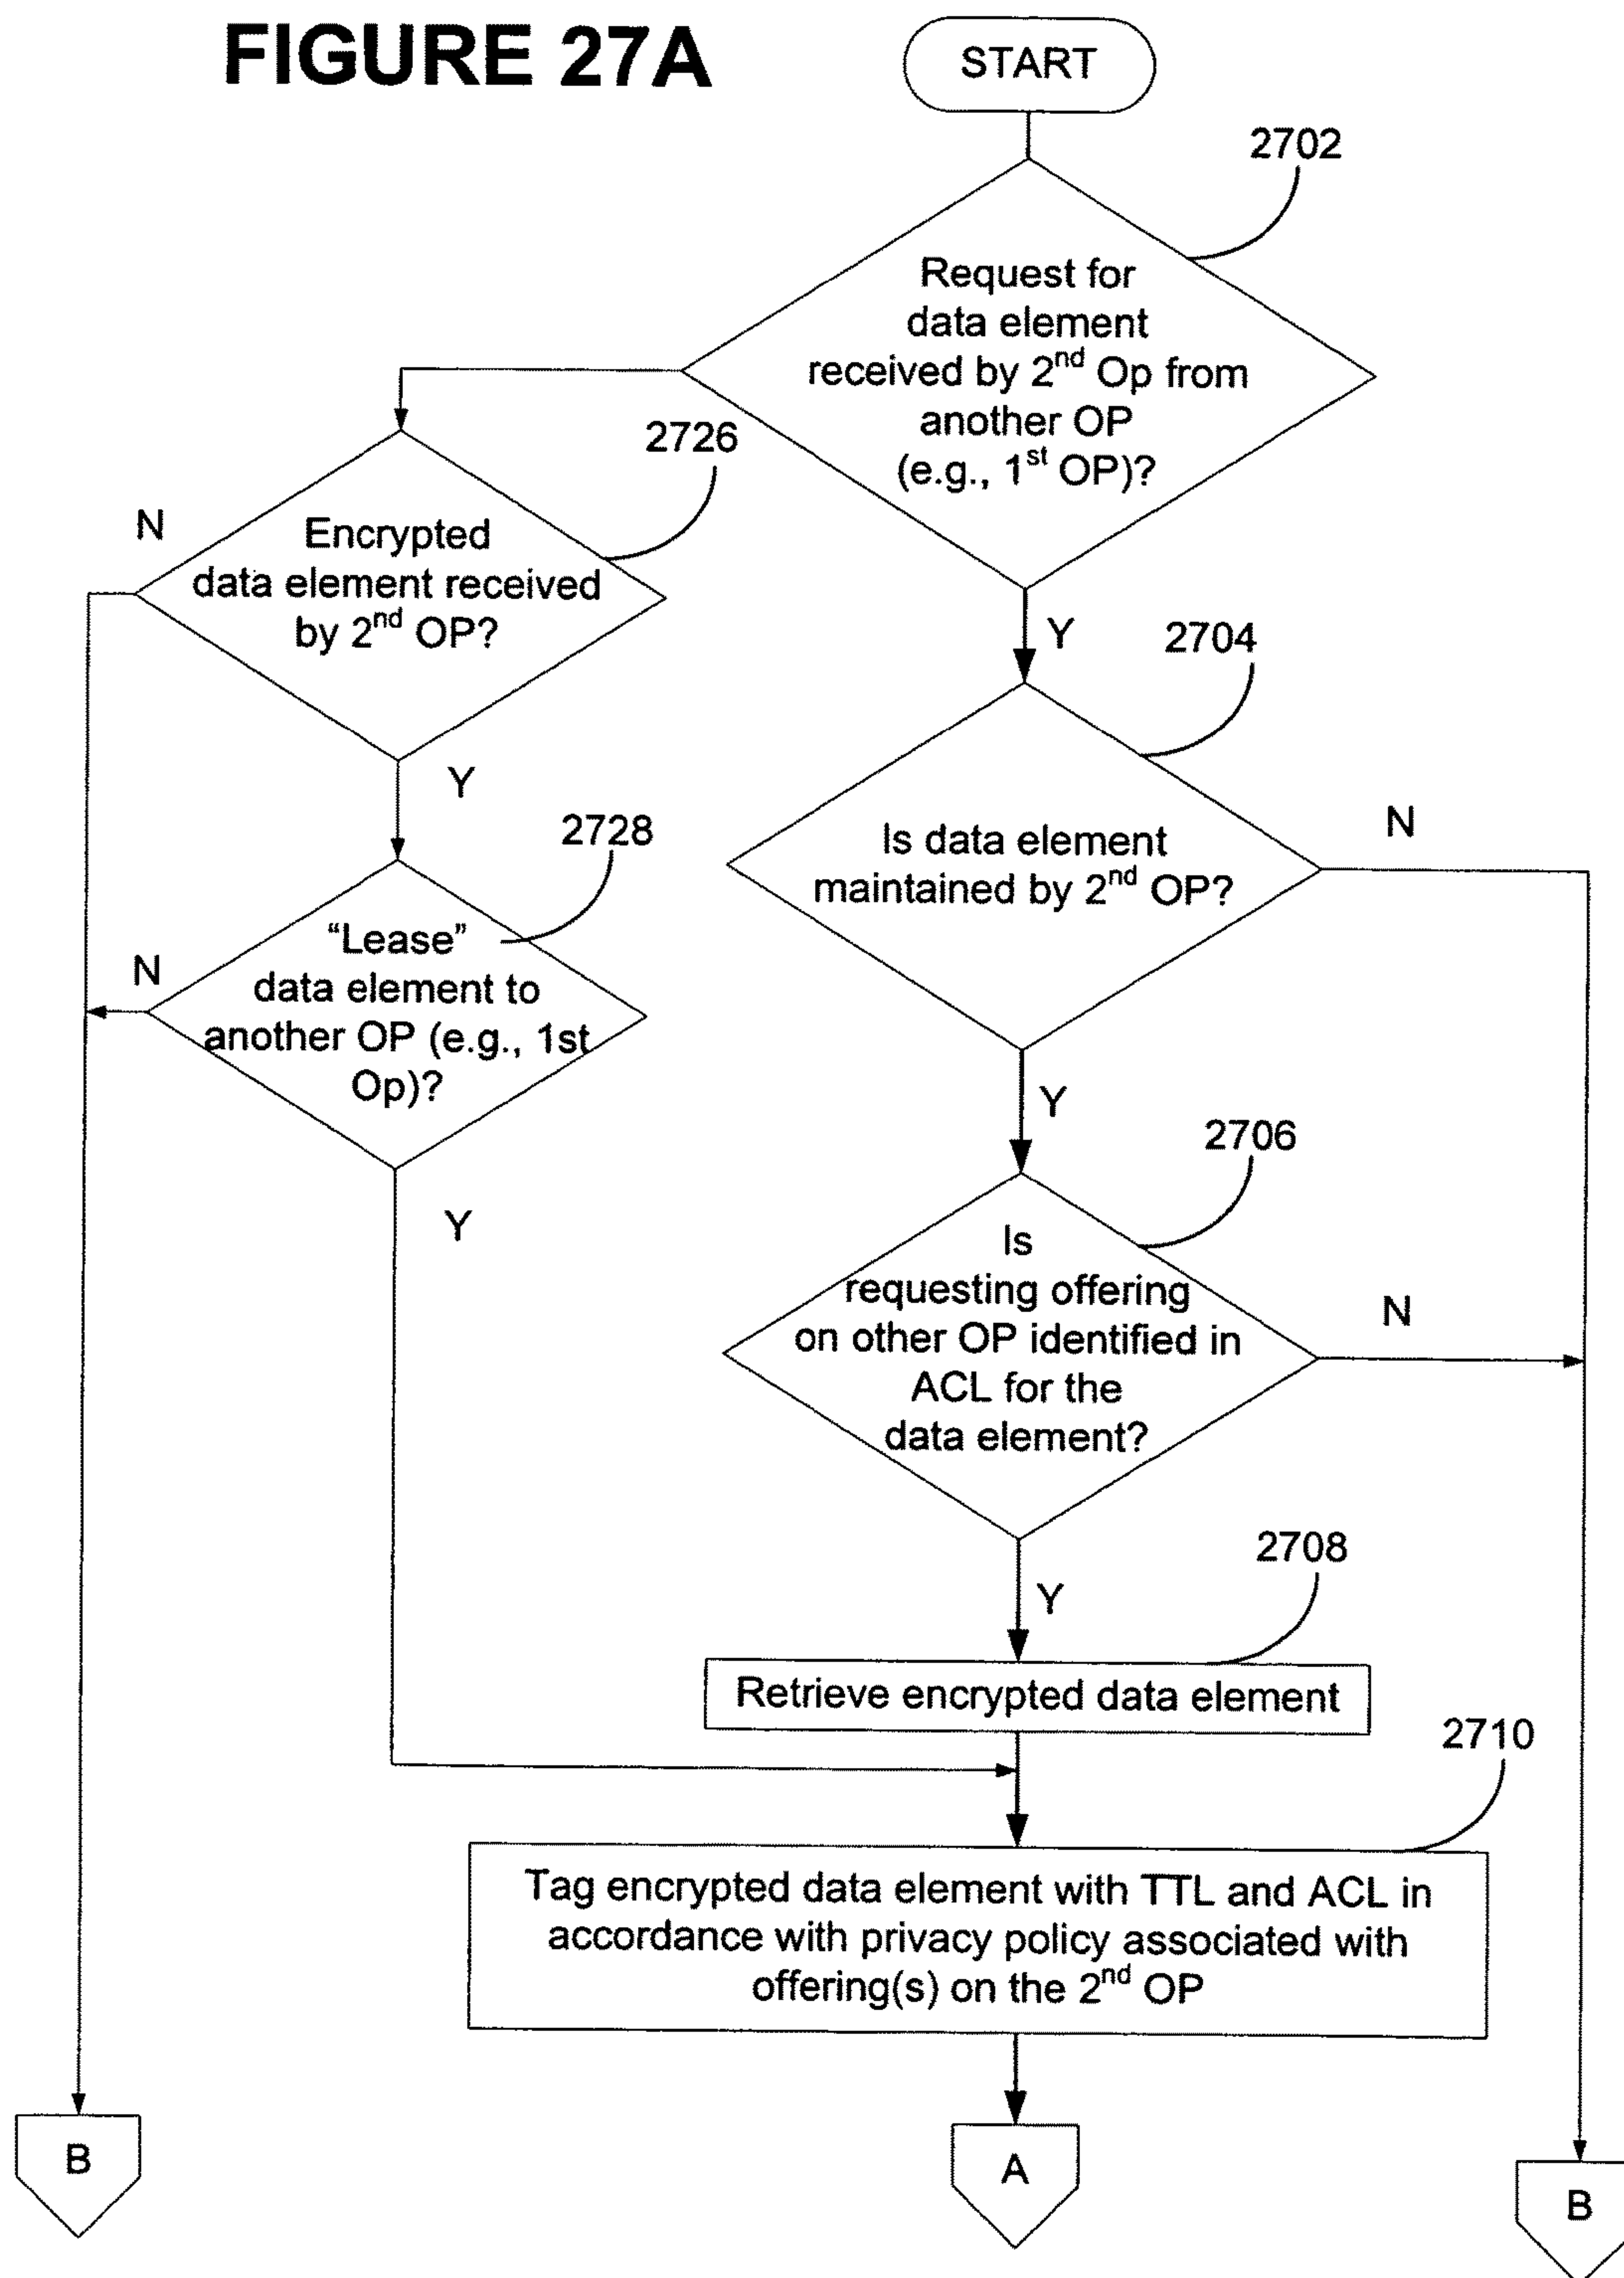 FIGURE 27A
START
2702
Request for
data element
received by 2nd Op from
another OP
(e.g., 1st OP)?
2726
N
Encrypted
data element received
by 2nd OP?
Y
2704
Y
Is data element
maintained by 2nd OP?
N
2728
"Lease"
data element to
another OP (e.g., 1st
Op)?
N
Y
Y
2706
Is
requesting offering
on other OP identified in
ACL for the
data element?
N
Y
2708
Retrieve encrypted data element
2710
Tag encrypted data element with TTL and ACL in
accordance with privacy policy associated with
offering(s) on the 2nd OP
B
A
B